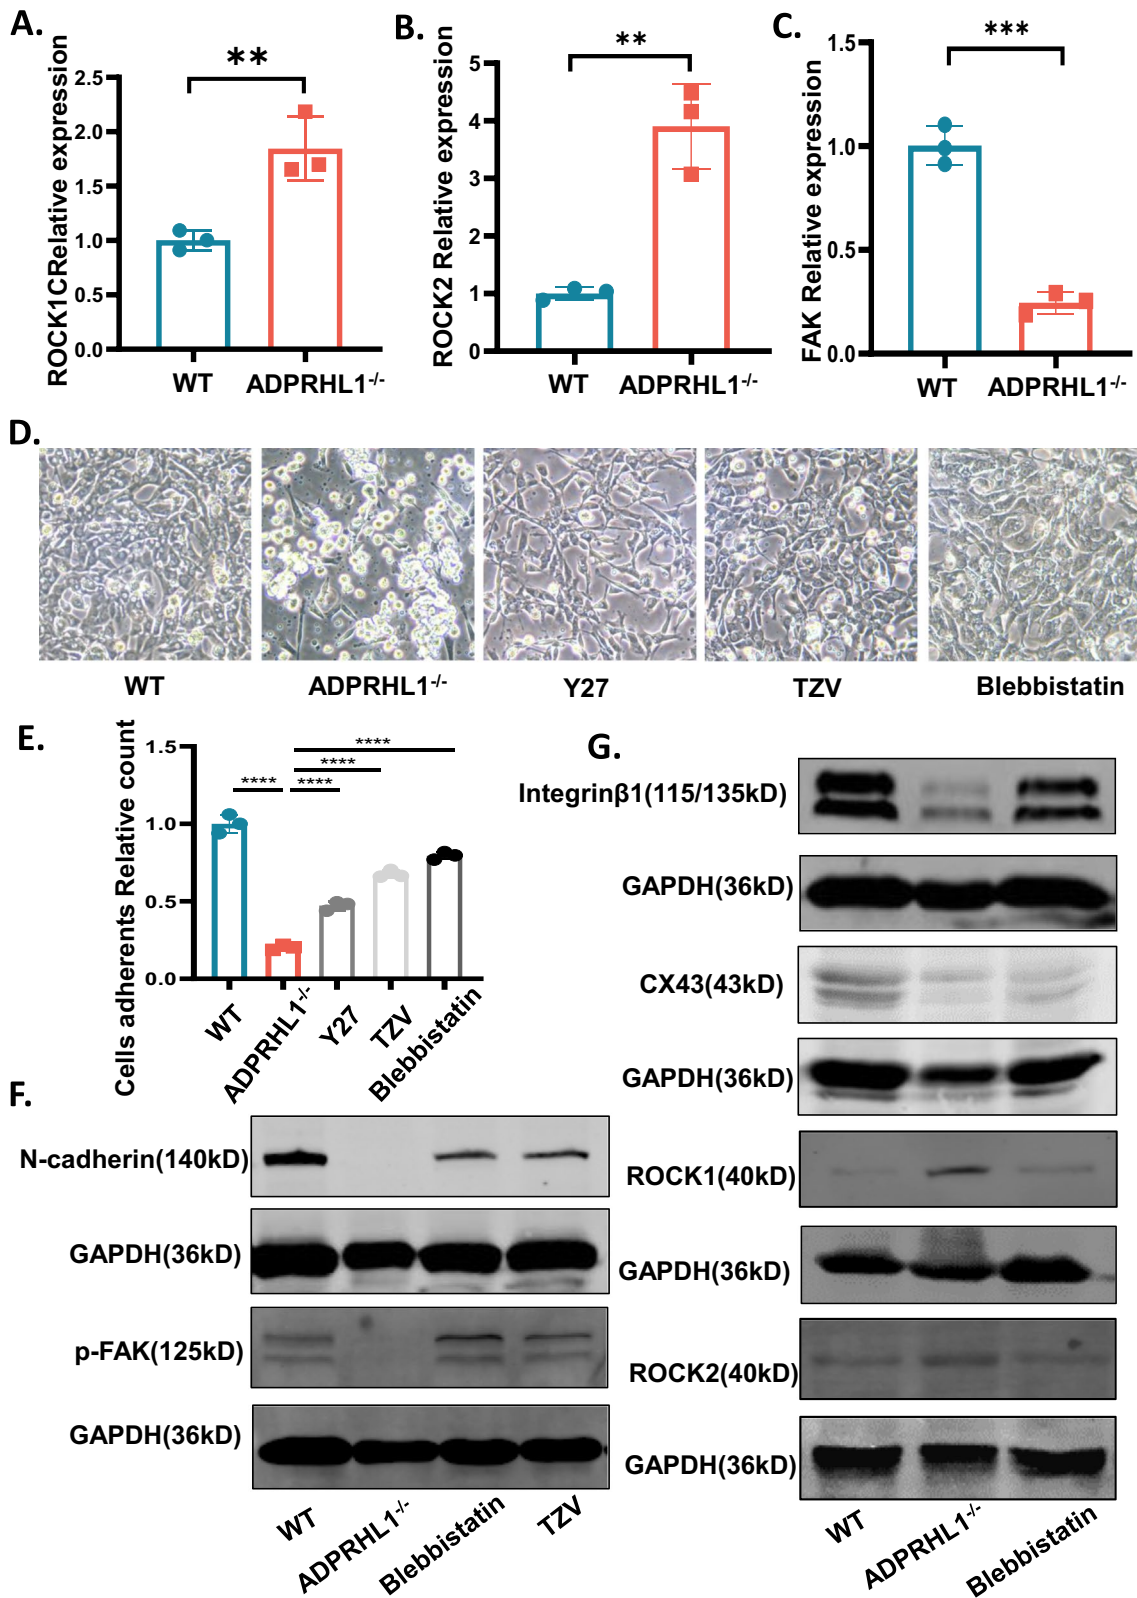 A.
ROCK1CRelative expression
2.5
2.0
1.5
1.0
0.5
0.0
**
WT
ADPRHL1-/-
B.
ROCK2 Relative expression
5
4
3
2
1
0
**
WT
ADPRHL1-/-
C.
FAK Relative expression
1.5
1.0
0.5
0.0
***
WT
ADPRHL1-/-
D.
WT
ADPRHL1-/-
Y27
TZV
Blebbistatin
E.
Cells adherents Relative count
1.5
1.0
0.5
0.0
****
****
****
****
WT
ADPRHL1-/-
Y27
TZV
Blebbistatin
F.
N-cadherin(140kD)
GAPDH(36kD)
p-FAK(125kD)
GAPDH(36kD)
WT
ADPRHL1-/-
Blebbistatin
TZV
G.
Integrinβ1(115/135kD)
GAPDH(36kD)
CX43(43kD)
GAPDH(36kD)
ROCK1(40kD)
GAPDH(36kD)
ROCK2(40kD)
GAPDH(36kD)
WT
ADPRHL1-/-
Blebbistatin